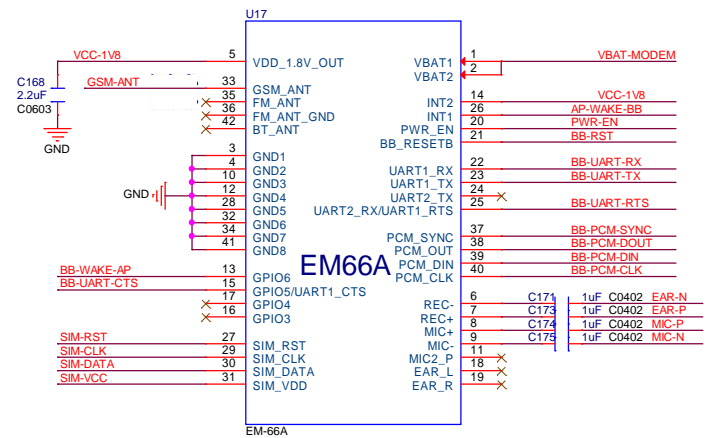 U17
VCC-1V8 5 VDD_1.8V_OUT VBAT1 1 VBAT-MODEM
VBAT2 2
C168 GSM-ANT 33 GSM_ANT
2.2uF 35 FM_ANT INT2 14 VCC-1V8
C0603 36 FM_ANT_GND INT1 26 AP-WAKE-BB
42 BT_ANT PWR_EN 20 PWR-EN
BB_RESETB 21 BB-RST
GND
3 GND1
4 GND2 UART1_RX 22 BB-UART-RX
10 GND3 UART1_TX 23 BB-UART-TX
GND 12 GND4 UART2_TX 24
28 GND5 UART2_RX/UART1_RTS 25 BB-UART-RTS
32 GND6
34 GND7 PCM_SYNC 37 BB-PCM-SYNC
41 GND8 PCM_OUT 38 BB-PCM-DOUT
EM66A
PCM_DIN 39 BB-PCM-DIN
BB-WAKE-AP 13 GPIO6 PCM_CLK 40 BB-PCM-CLK
BB-UART-CTS 15 GPIO5/UART1_CTS
17 GPIO4 REC- 6 C171 1uF C0402 EAR-N
16 GPIO3 REC+ 7 C173 1uF C0402 EAR-P
MIC+ 8 C174 1uF C0402 MIC-P
SIM-RST 27 SIM_RST MIC- 9 C175 1uF C0402 MIC-N
SIM-CLK 29 SIM_CLK MIC2_P 11
SIM-DATA 30 SIM_DATA EAR_L 18
SIM-VCC 31 SIM_VDD EAR_R 19
EM-66A